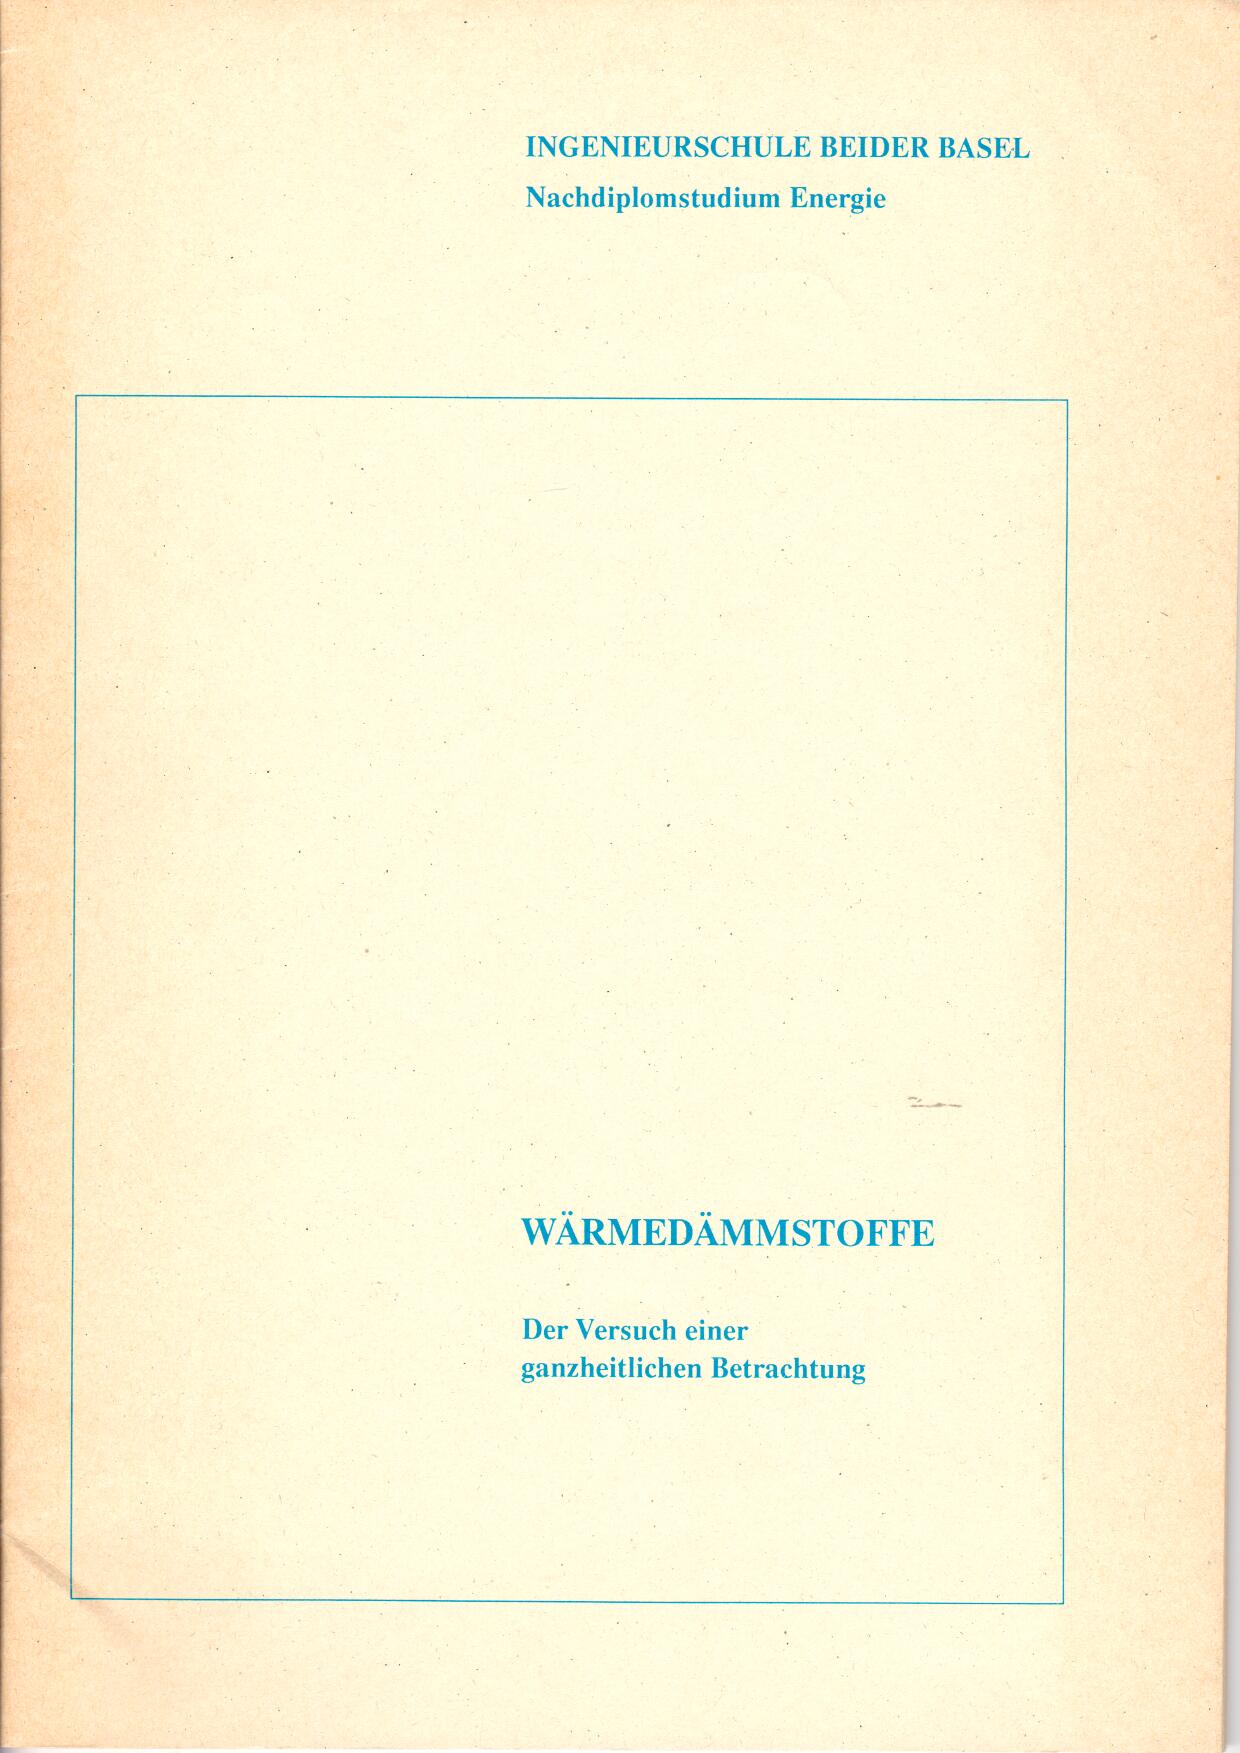 INGENIEURSCHULE BEIDER BASEL
Nachdiplomstudium Energie
WÄRMEDÄMMSTOFFE
Der Versuch einer
ganzheitlichen Betrachtung